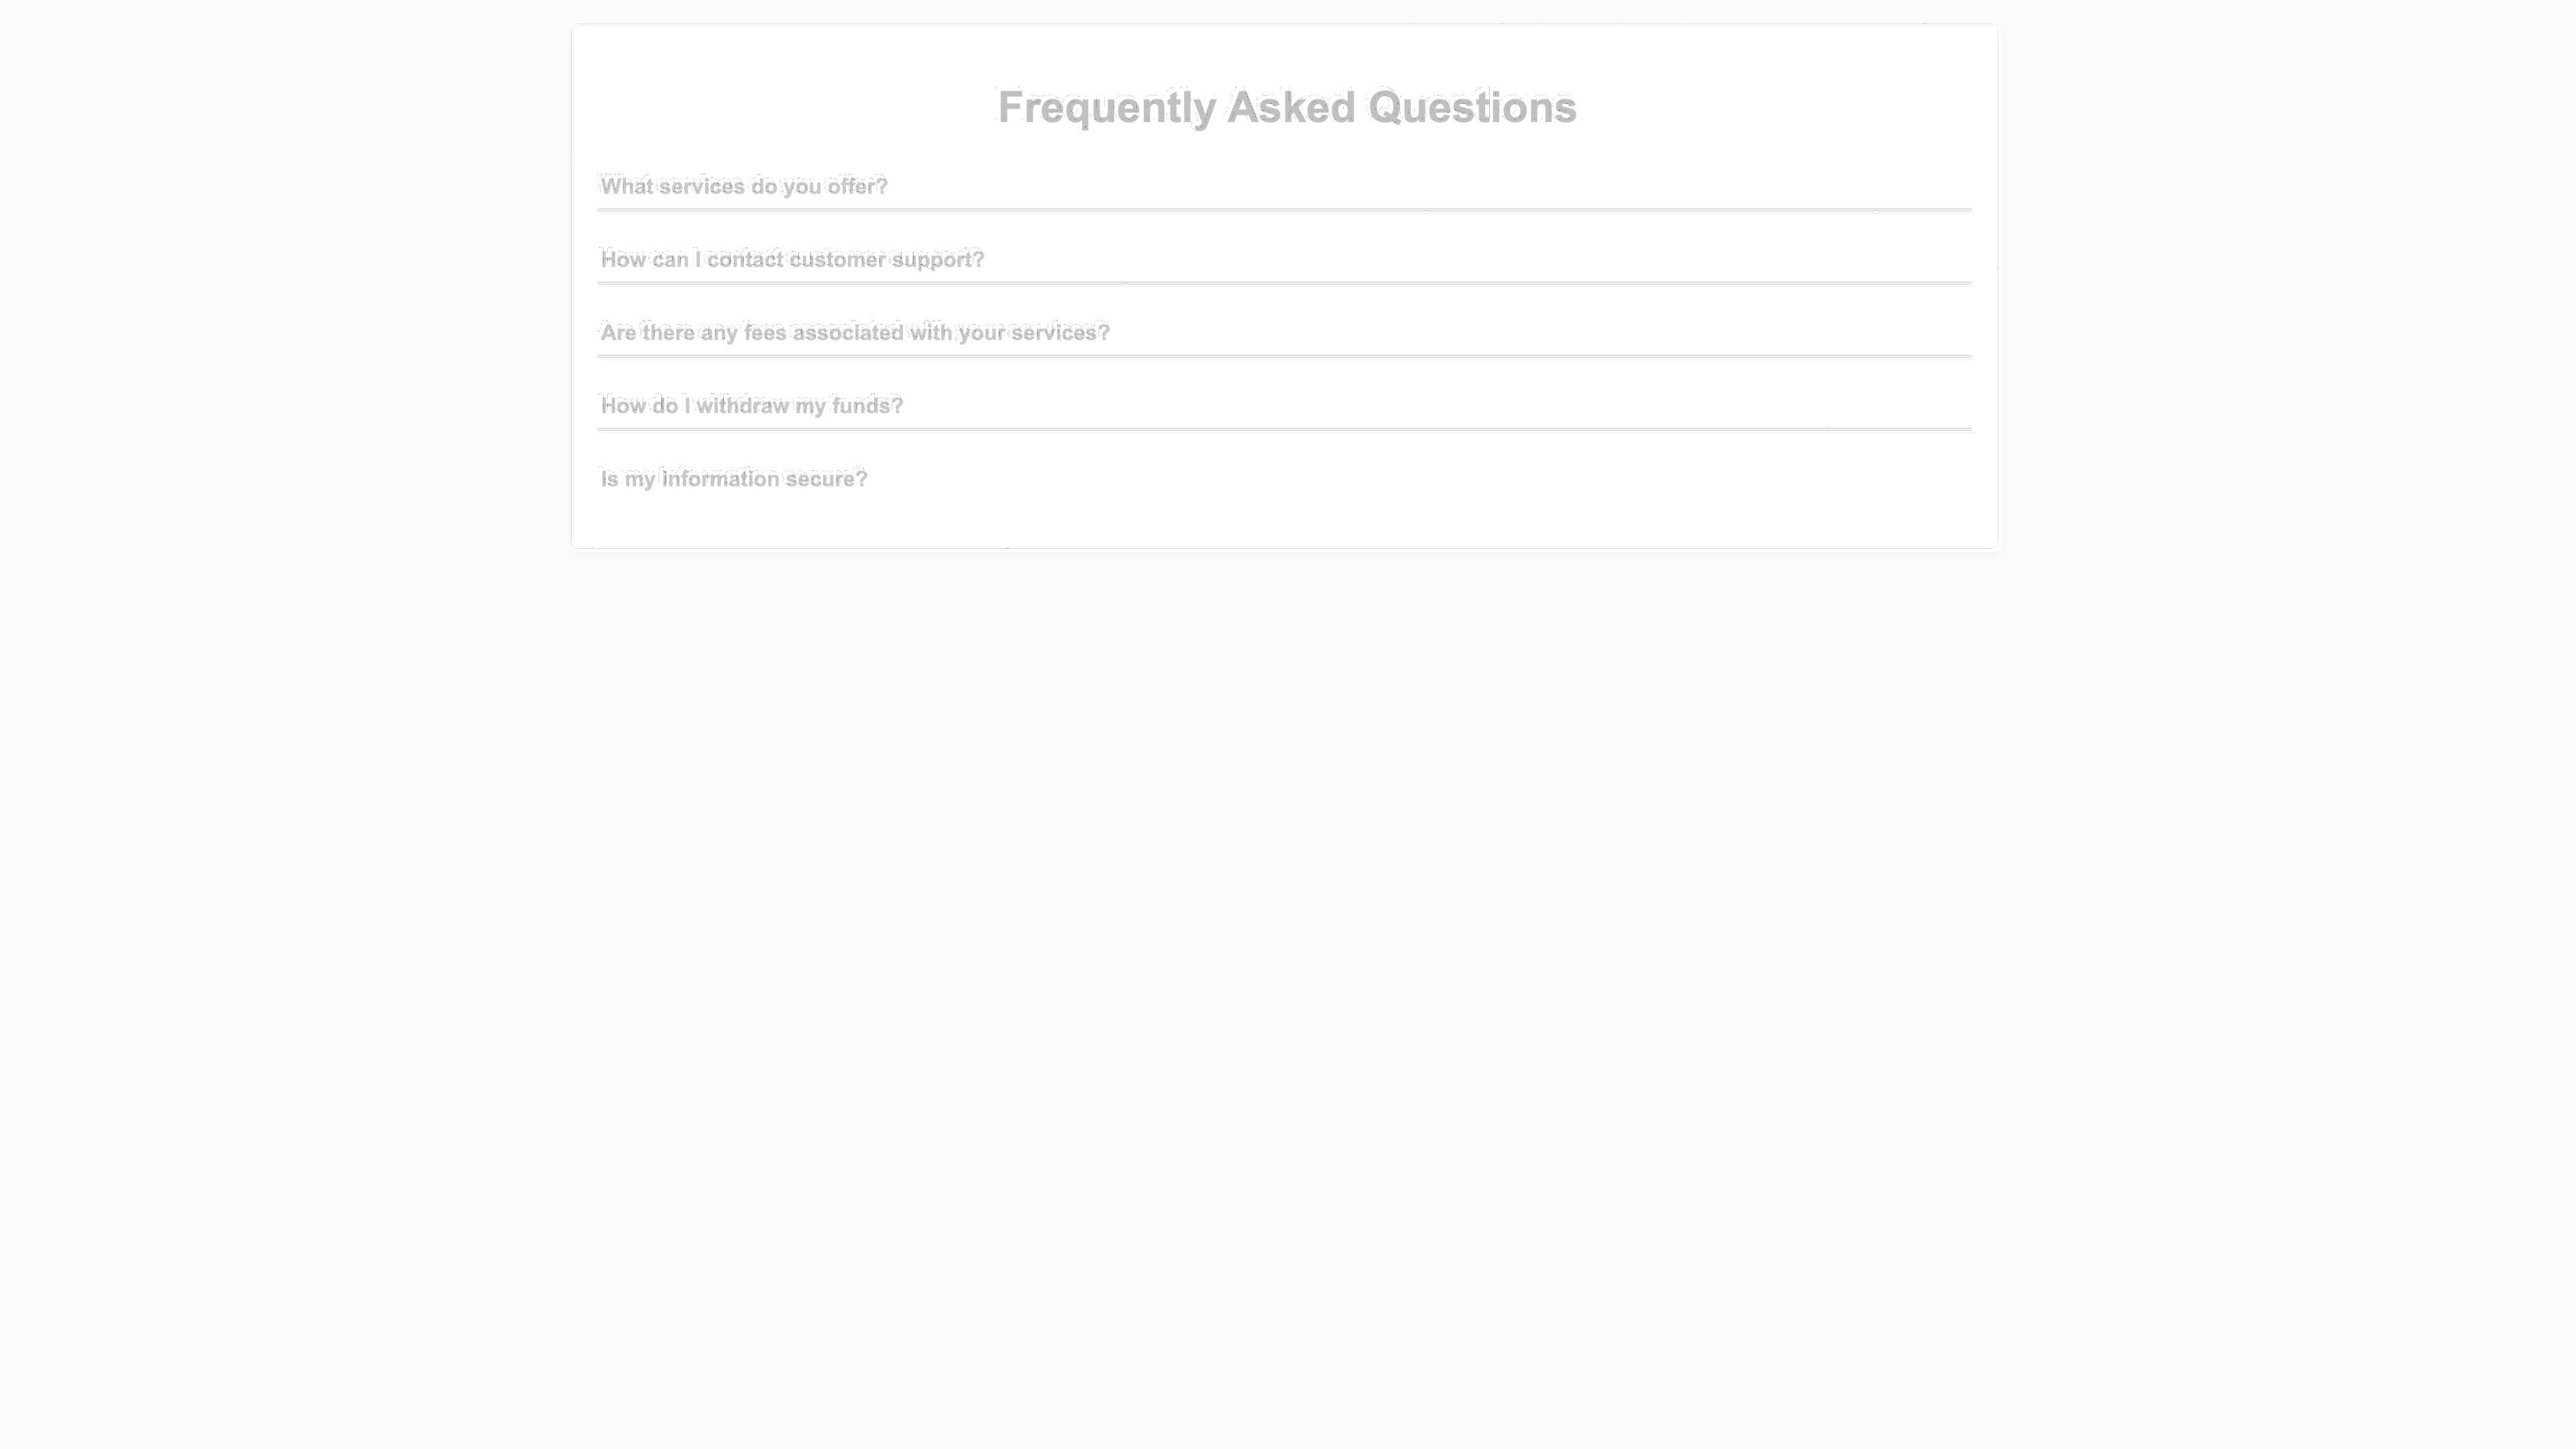 Frequently Asked Questions
What services do you offer?
How can I contact customer support?
Are there any fees associated with your services?
How do I withdraw my funds?
Is my information secure?